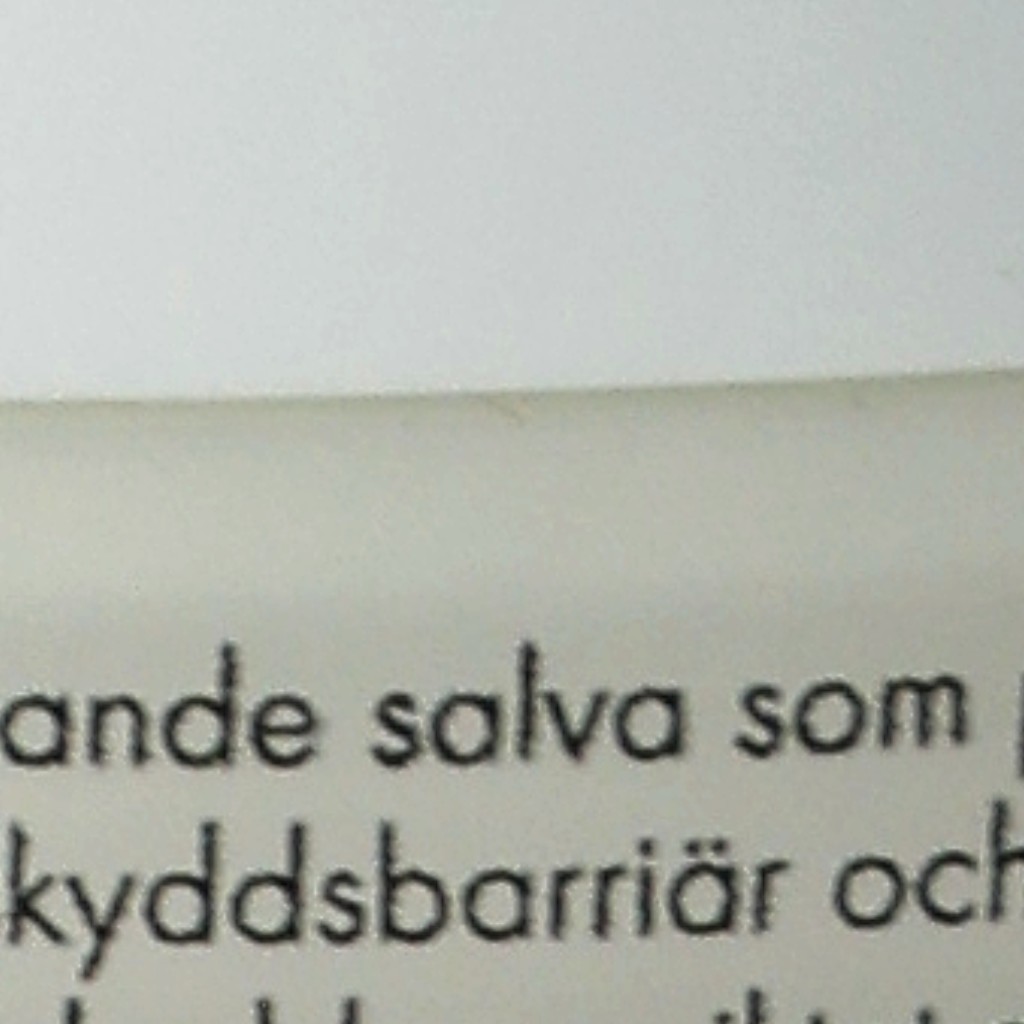 ande salva som
kyddsbarriär och